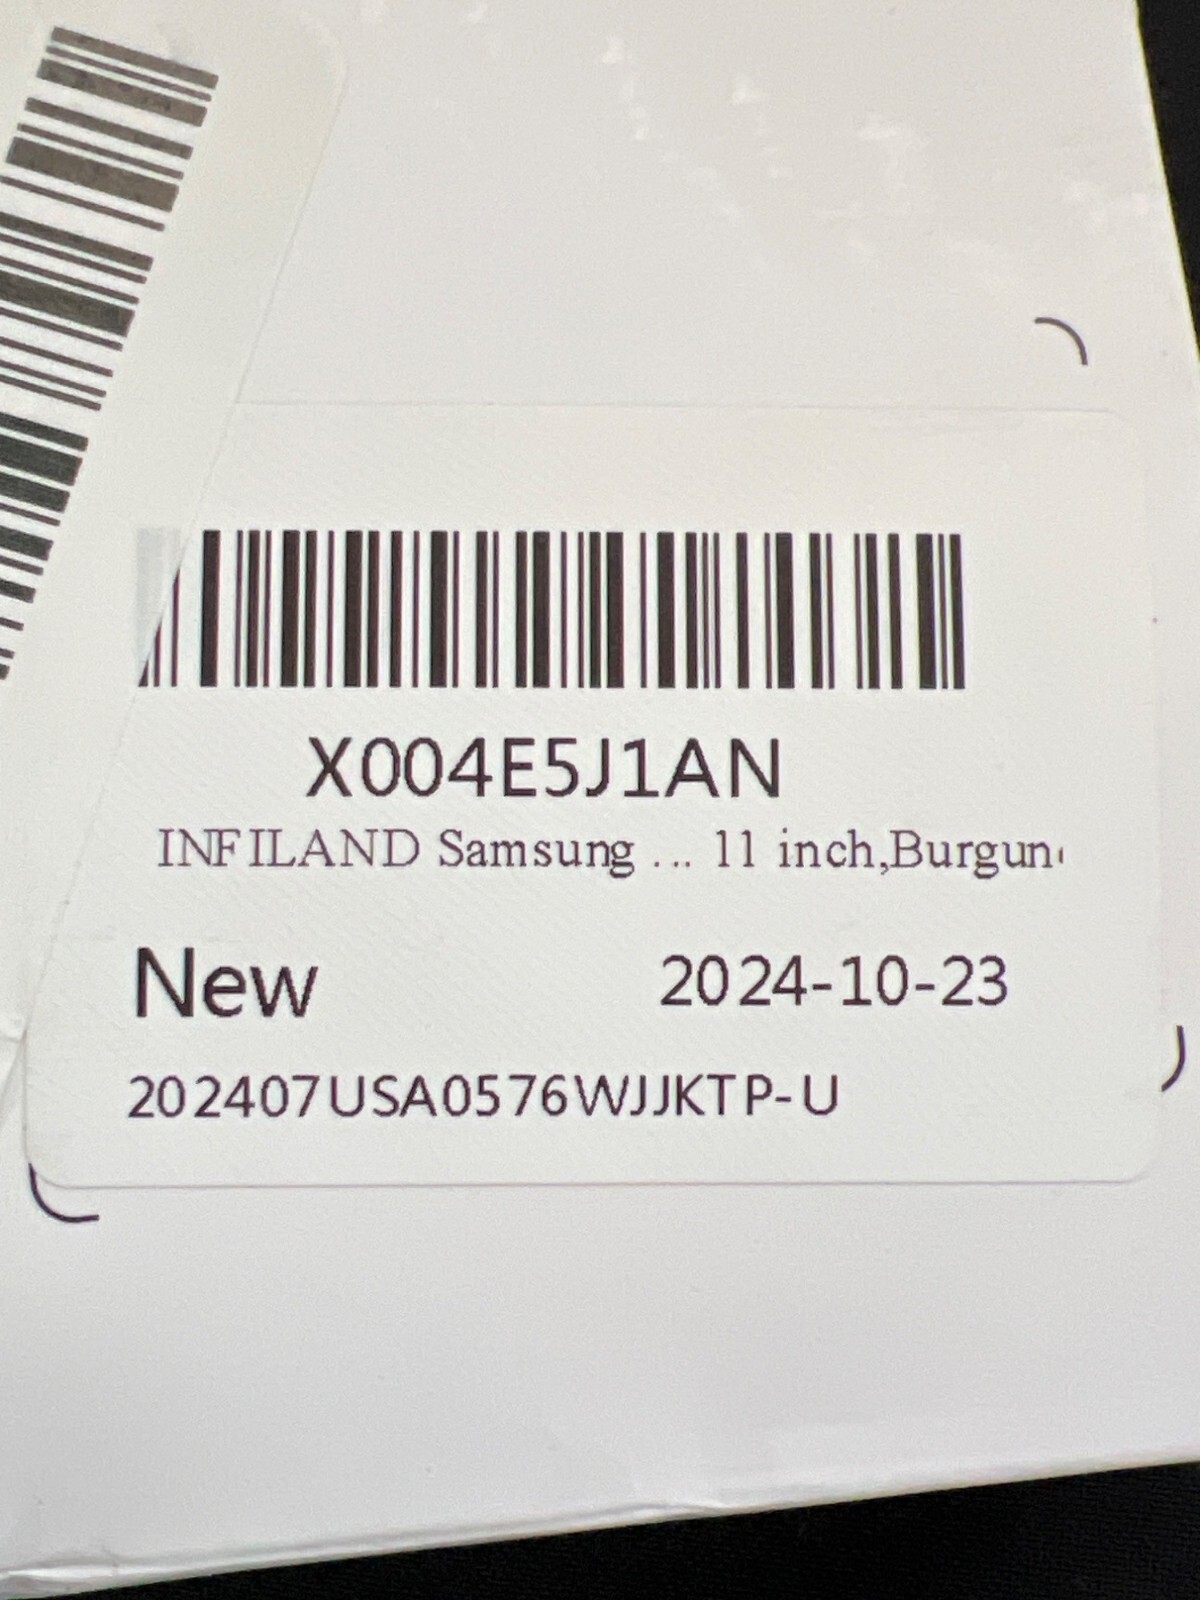 X004E5J1AN
INFILAND Samsung ... 11 inch,Burgun
New 2024-10-23
202407USA0576WJJKTP-U